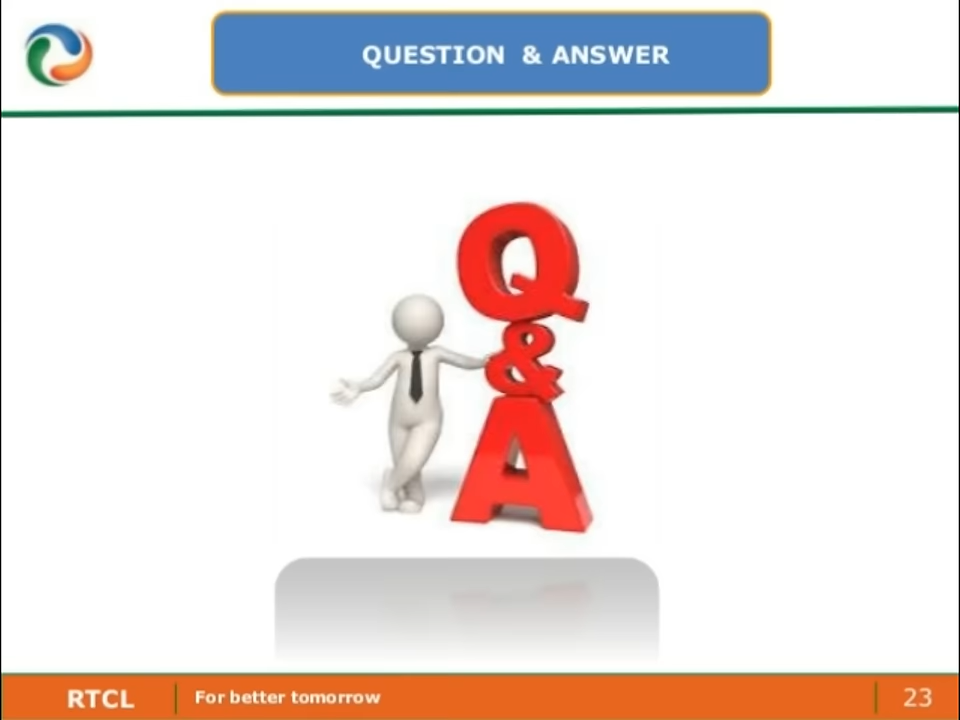 QUESTION & ANSWER
Q
&
A
RTCL
For better tomorrow
23